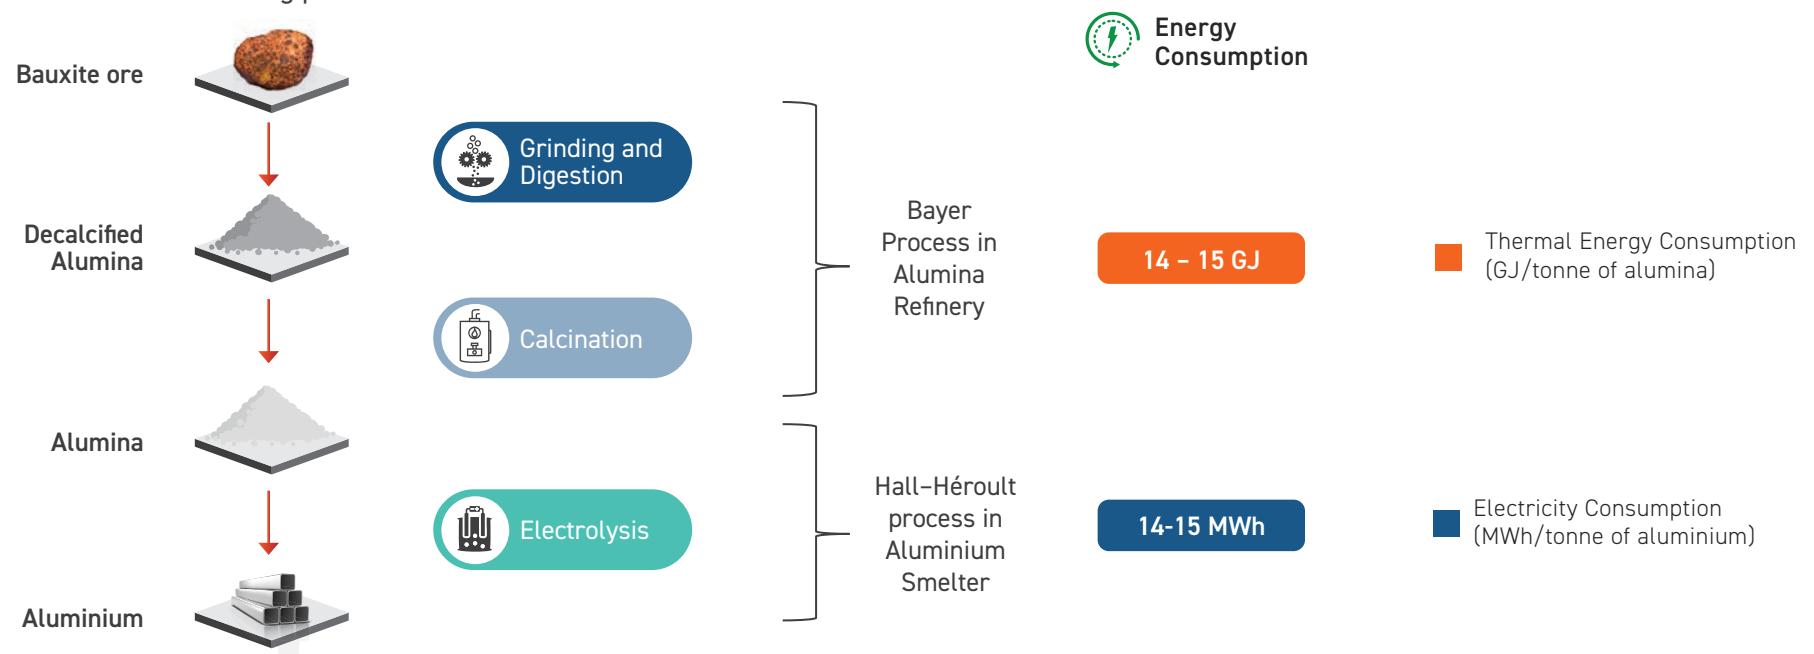 Energy
Consumption
Bauxite ore
Grinding and
Digestion
Decalcified
Alumina
Bayer
Process in
Alumina
Refinery
14 – 15 GJ
Thermal Energy Consumption
(GJ/tonne of alumina)
Calcination
Alumina
Electrolysis
Hall–Héroult
process in
Aluminium
Smelter
14-15 MWh
Electricity Consumption
(MWh/tonne of aluminium)
Aluminium